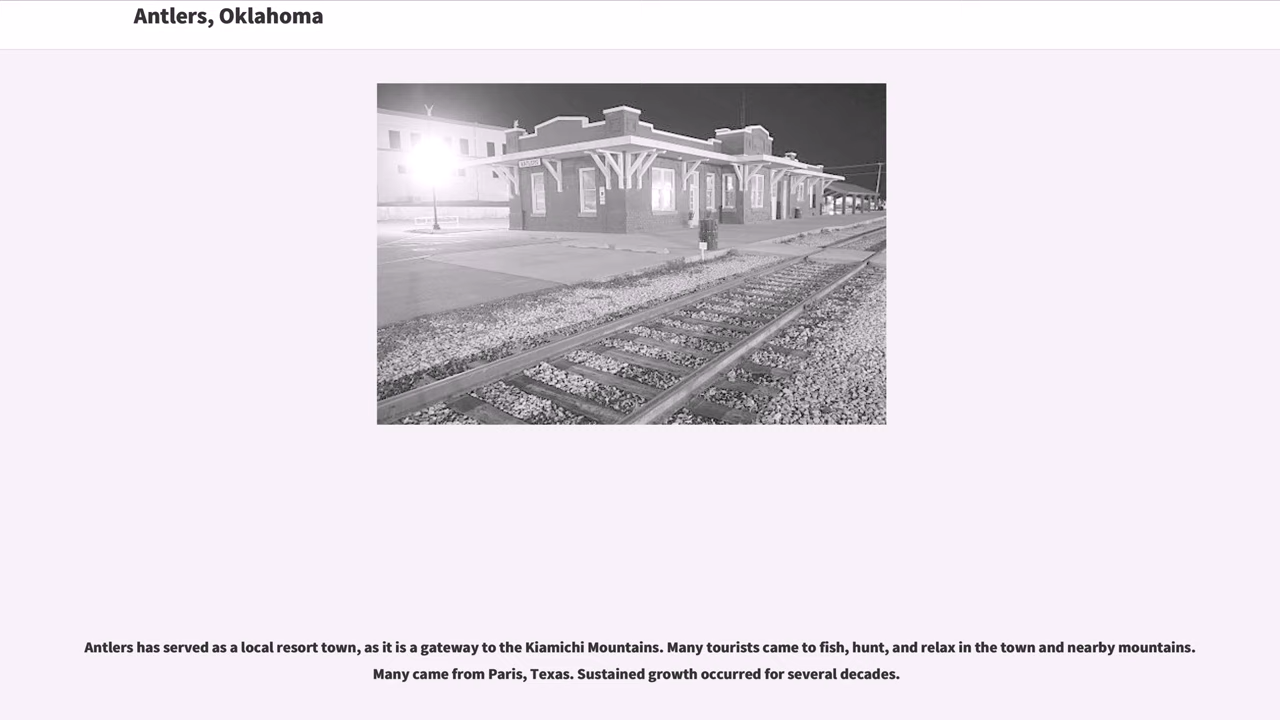 Antlers, Oklahoma
Antlers has served as a local resort town, as it is a gateway to the Kiamichi Mountains. Many tourists came to fish, hunt, and relax in the town and nearby mountains.
Many came from Paris, Texas. Sustained growth occurred for several decades.